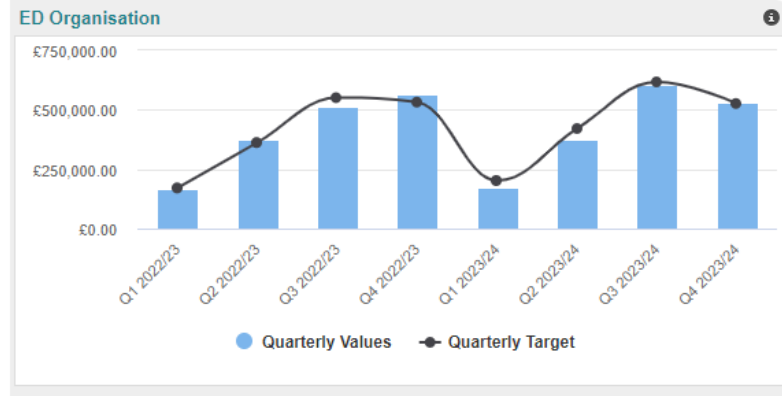 ED Organisation
£750,000.00
£500,000.00
£250,000.00
£0.00
Q1 2022/23
Q2 2022/23
Q3 2022/23
Q4 2022/23
Q1 2023/24
Q2 2023/24
Q3 2023/24
Q4 2023/24
Quarterly Values
Quarterly Target